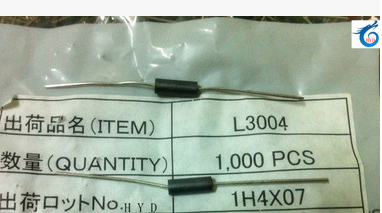 出荷品名(ITEM) L3004
数量(QUANTITY) 1,000 PCS
出荷ロットNo.HYD 1H4X07